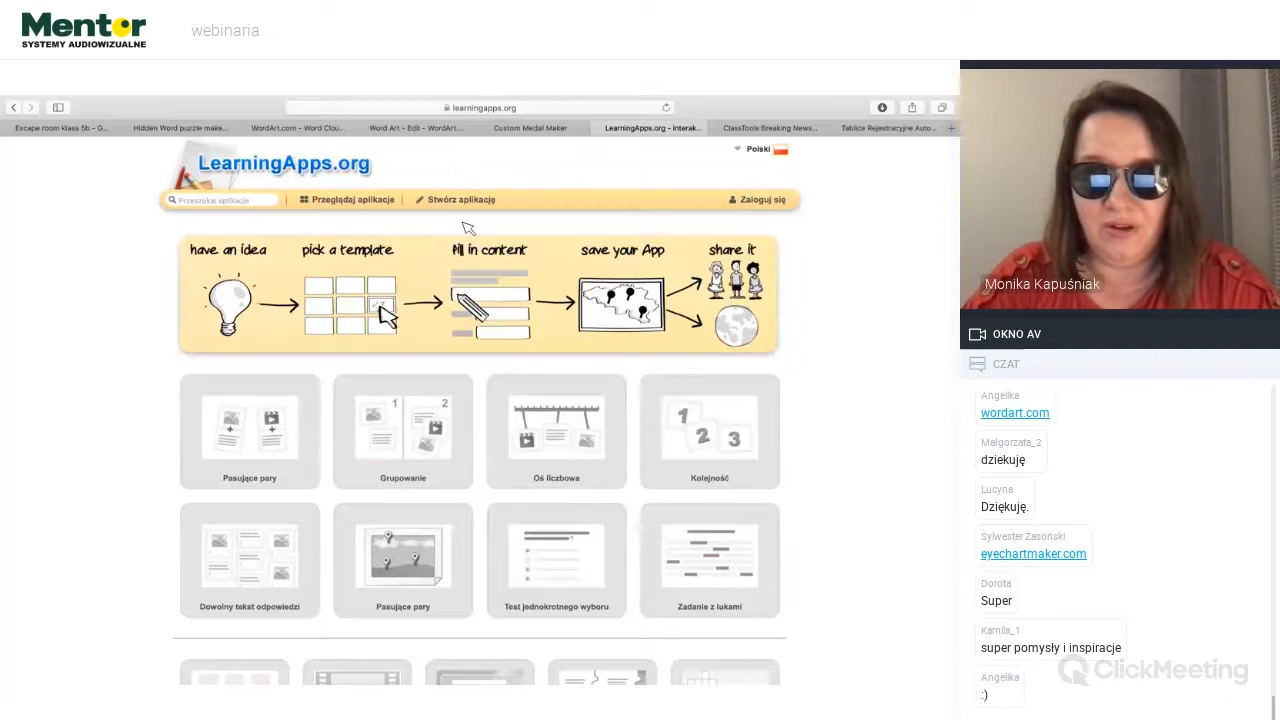 Mentor
SYSTEMY AUDIOWIZUALNE
webinaria
learningapps.org
Escape room klasa 5b - G...
Hidden Word puzzle make...
WordArt.com - Word Clou...
Word Art - Edit - WordArt...
Custom Medal Maker
LearningApps.org - interak...
ClassTools Breaking News...
Tablice Rejestracyjne Auto...
LearningApps.org
Polski
Przeszukaj aplikacje
Przeglądaj aplikacje
Stwórz aplikację
Zaloguj się
have an idea
pick a template
fill in content
save your App
share it
1
2
1
2
3
Pasujące pary
Grupowanie
Oś liczbowa
Kolejność
Dowolny tekst odpowiedzi
Pasujące pary
Test jednokrotnego wyboru
Zadanie z lukami
Monika Kapuśniak
OKNO AV
CZAT
Angelika
wordart.com
Małgorzata_2
dziekuję
Lucyna
Dziękuję.
Sylwester Zasoński
eyechartmaker.com
Dorota
Super
Kamila_1
super pomysły i inspiracje
Angelika
:)
ClickMeeting